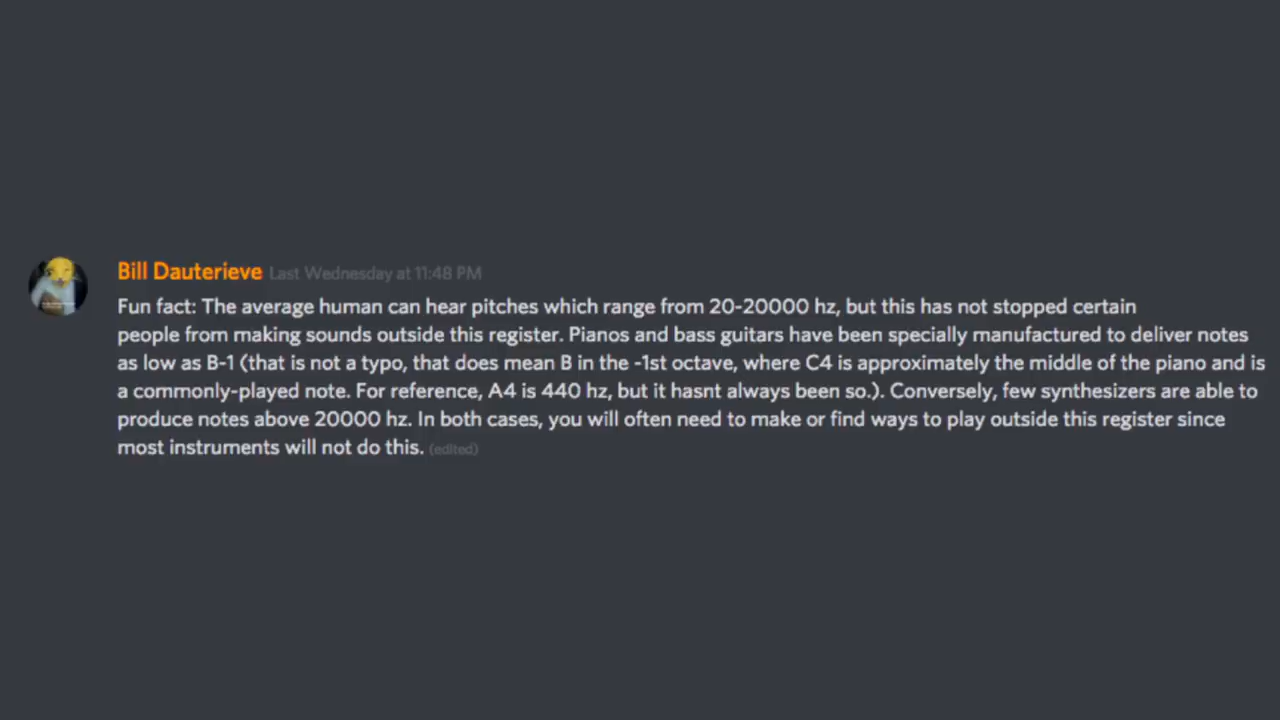 Bill Dauterieve Last Wednesday at 11:48 PM
Fun fact: The average human can hear pitches which range from 20-20000 hz, but this has not stopped certain
people from making sounds outside this register. Pianos and bass guitars have been specially manufactured to deliver notes
as low as B-1 (that is not a typo, that does mean B in the -1st octave, where C4 is approximately the middle of the piano and is
a commonly-played note. For reference, A4 is 440 hz, but it hasnt always been so.). Conversely, few synthesizers are able to
produce notes above 20000 hz. In both cases, you will often need to make or find ways to play outside this register since
most instruments will not do this. (edited)